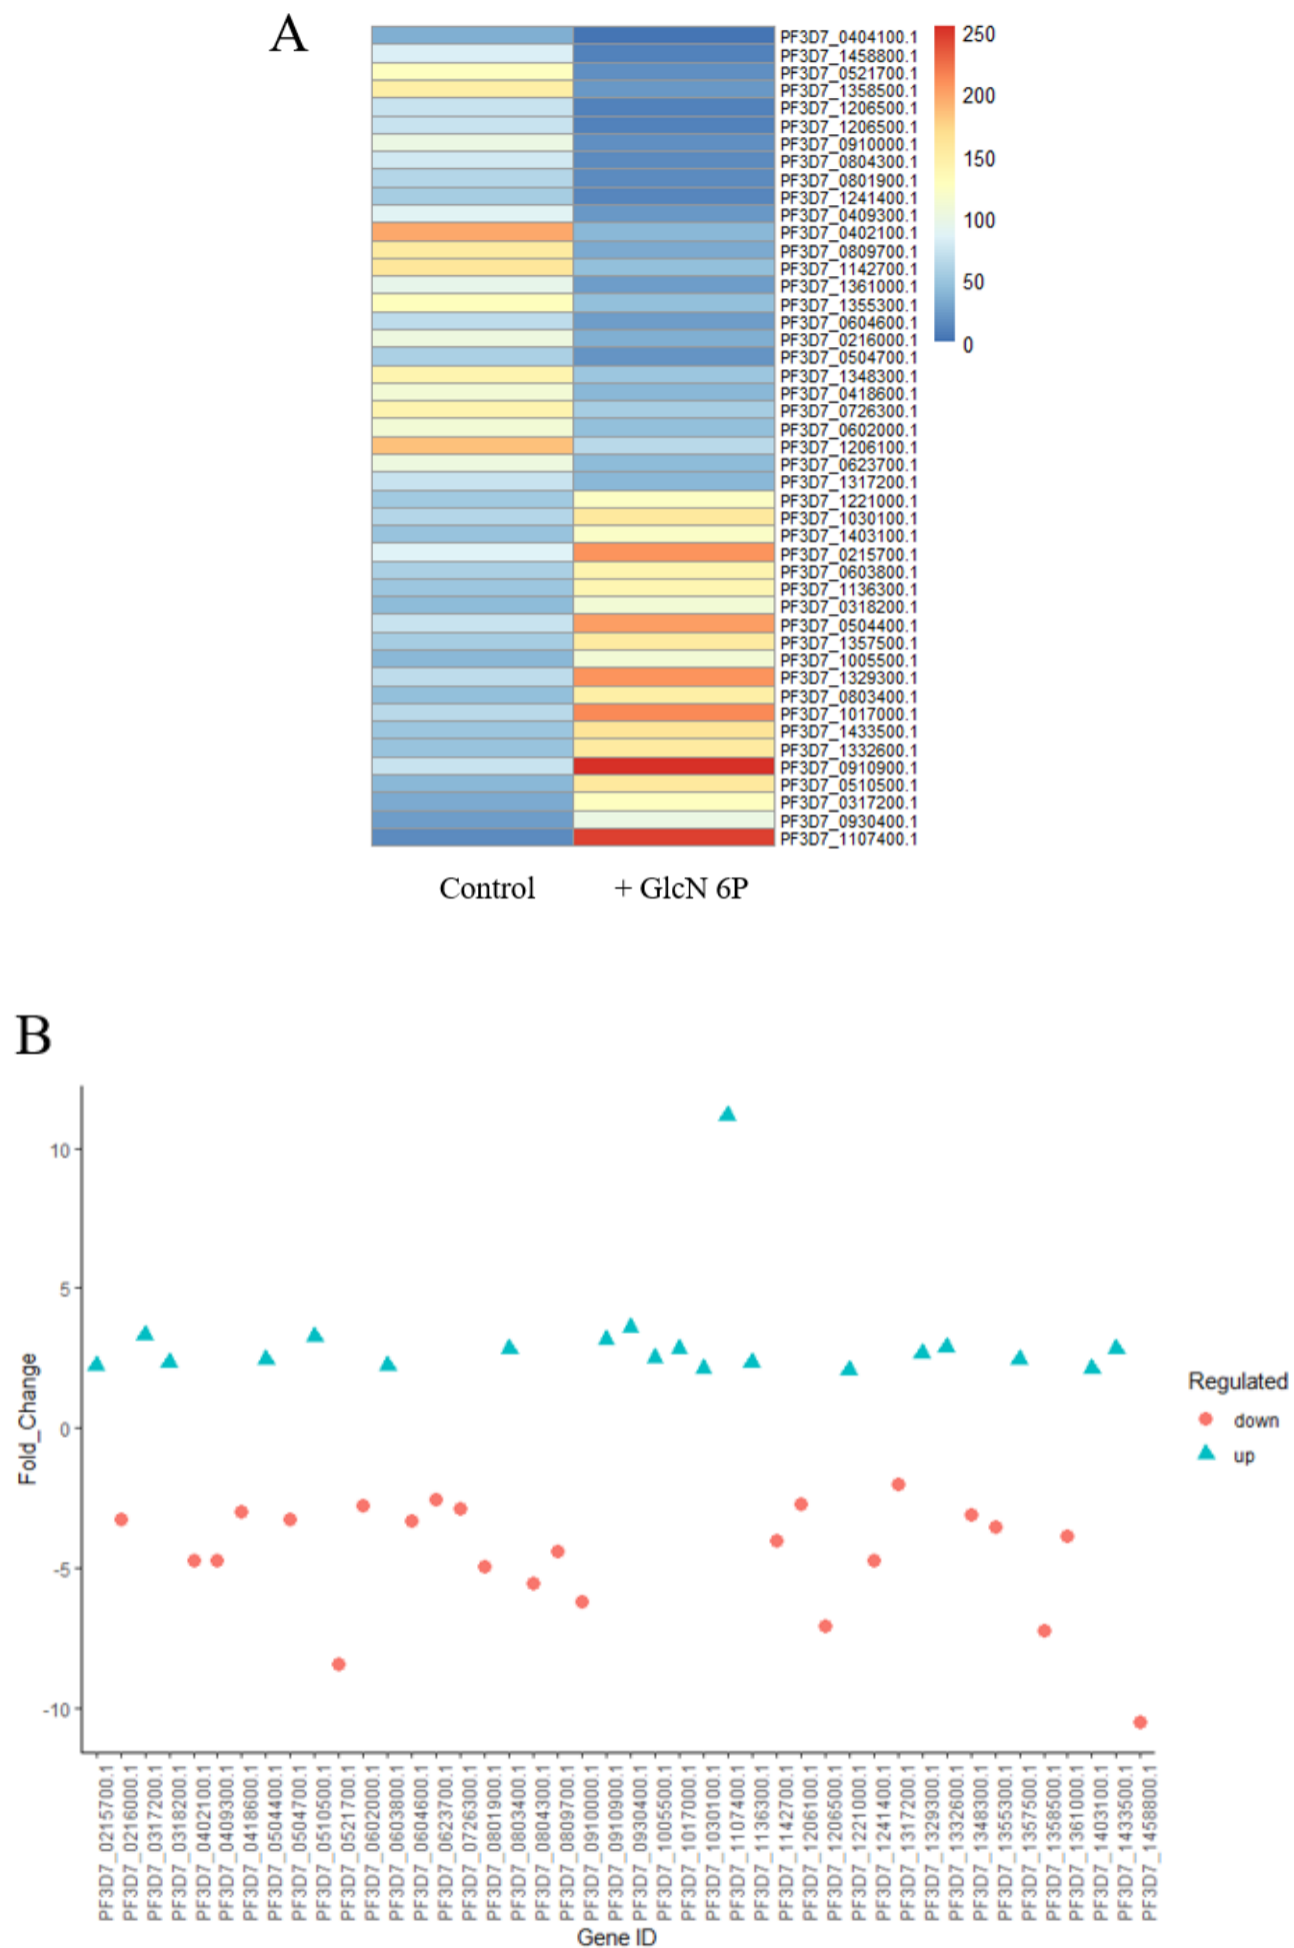 A
PF3D7_0404100.1
PF3D7_1458800.1
PF3D7_0521700.1
PF3D7_1358500.1
PF3D7_1206500.1
PF3D7_1206500.1
PF3D7_0910000.1
PF3D7_0804300.1
PF3D7_0801900.1
PF3D7_1241400.1
PF3D7_0409300.1
PF3D7_0402100.1
PF3D7_0809700.1
PF3D7_1142700.1
PF3D7_1361000.1
PF3D7_1355300.1
PF3D7_0604600.1
PF3D7_0216000.1
PF3D7_0504700.1
PF3D7_1348300.1
PF3D7_0418600.1
PF3D7_0726300.1
PF3D7_0602000.1
PF3D7_1206100.1
PF3D7_0623700.1
PF3D7_1317200.1
PF3D7_1221000.1
PF3D7_1030100.1
PF3D7_1403100.1
PF3D7_0215700.1
PF3D7_0603800.1
PF3D7_1136300.1
PF3D7_0318200.1
PF3D7_0504400.1
PF3D7_1357500.1
PF3D7_1005500.1
PF3D7_1329300.1
PF3D7_0803400.1
PF3D7_1017000.1
PF3D7_1433500.1
PF3D7_1332600.1
PF3D7_0910900.1
PF3D7_0510500.1
PF3D7_0317200.1
PF3D7_0930400.1
PF3D7_1107400.1
250
200
150
100
50
0
Control
+ GlcN 6P
B
Fold_Change
10
5
0
-5
-10
PF3D7_0215700.1
PF3D7_0216000.1
PF3D7_0317200.1
PF3D7_0318200.1
PF3D7_0402100.1
PF3D7_0409300.1
PF3D7_0418600.1
PF3D7_0504400.1
PF3D7_0504700.1
PF3D7_0510500.1
PF3D7_0521700.1
PF3D7_0602000.1
PF3D7_0603800.1
PF3D7_0604600.1
PF3D7_0623700.1
PF3D7_0726300.1
PF3D7_0801900.1
PF3D7_0803400.1
PF3D7_0804300.1
PF3D7_0809700.1
PF3D7_0910000.1
PF3D7_0910900.1
PF3D7_0930400.1
PF3D7_1005500.1
PF3D7_1017000.1
PF3D7_1030100.1
PF3D7_1107400.1
PF3D7_1136300.1
PF3D7_1142700.1
PF3D7_1206100.1
PF3D7_1206500.1
PF3D7_1221000.1
PF3D7_1241400.1
PF3D7_1317200.1
PF3D7_1329300.1
PF3D7_1332600.1
PF3D7_1348300.1
PF3D7_1355300.1
PF3D7_1357500.1
PF3D7_1358500.1
PF3D7_1361000.1
PF3D7_1403100.1
PF3D7_1433500.1
PF3D7_1458800.1
Gene ID
Regulated
down
up